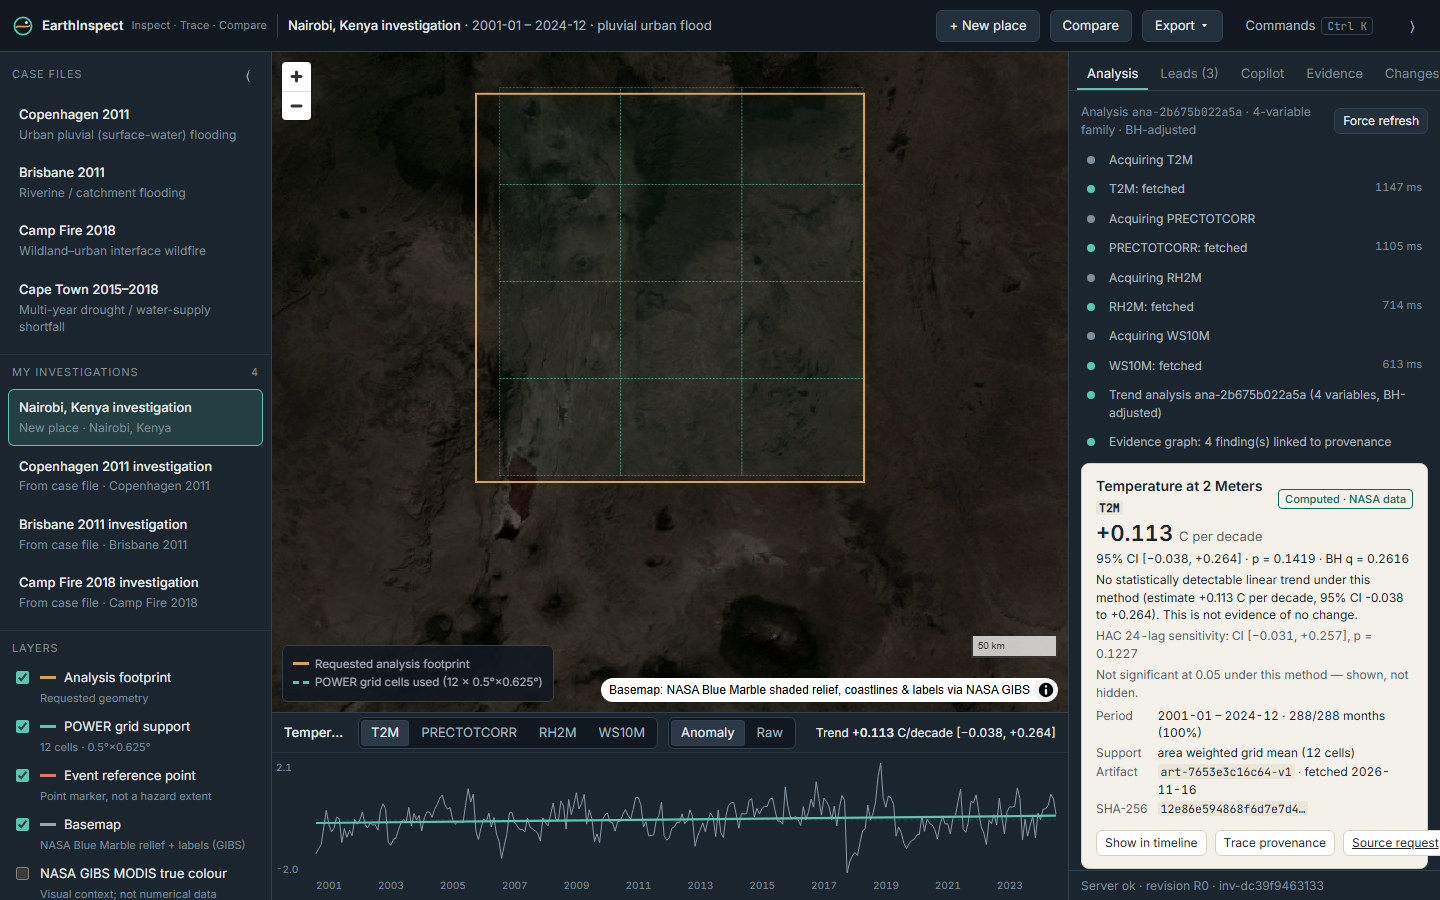 EarthInspect
Inspect · Trace · Compare
Nairobi, Kenya investigation · 2001-01 – 2024-12 · pluvial urban flood
+ New place
Compare
Export
Commands
Ctrl K
CASE FILES
Copenhagen 2011
Urban pluvial (surface-water) flooding
Brisbane 2011
Riverine / catchment flooding
Camp Fire 2018
Wildland–urban interface wildfire
Cape Town 2015–2018
Multi-year drought / water-supply
shortfall
MY INVESTIGATIONS
4
Nairobi, Kenya investigation
New place · Nairobi, Kenya
Copenhagen 2011 investigation
From case file · Copenhagen 2011
Brisbane 2011 investigation
From case file · Brisbane 2011
Camp Fire 2018 investigation
From case file · Camp Fire 2018
LAYERS
Analysis footprint
Requested geometry
POWER grid support
12 cells · 0.5°×0.625°
Event reference point
Point marker, not a hazard extent
Basemap
NASA Blue Marble relief + labels (GIBS)
NASA GIBS MODIS true colour
Visual context; not numerical data
+
−
Requested analysis footprint
POWER grid cells used (12 × 0.5°×0.625°)
50 km
Basemap: NASA Blue Marble shaded relief, coastlines & labels via NASA GIBS
Temper...
T2M
PRECTOTCORR
RH2M
WS10M
Anomaly
Raw
Trend +0.113 C/decade [−0.038, +0.264]
2.1
-2.0
2001
2003
2005
2007
2009
2011
2013
2015
2017
2019
2021
2023
Analysis
Leads (3)
Copilot
Evidence
Changes
Analysis ana-2b675b022a5a · 4-variable
family · BH-adjusted
Force refresh
Acquiring T2M
T2M: fetched
1147 ms
Acquiring PRECTOTCORR
PRECTOTCORR: fetched
1105 ms
Acquiring RH2M
RH2M: fetched
714 ms
Acquiring WS10M
WS10M: fetched
613 ms
Trend analysis ana-2b675b022a5a (4 variables, BH-
adjusted)
Evidence graph: 4 finding(s) linked to provenance
Temperature at 2 Meters
T2M
Computed · NASA data
+0.113 C per decade
95% CI [−0.038, +0.264] · p = 0.1419 · BH q = 0.2616
No statistically detectable linear trend under this
method (estimate +0.113 C per decade, 95% CI -0.038
to +0.264). This is not evidence of no change.
HAC 24-lag sensitivity: CI [−0.031, +0.257], p =
0.1227
Not significant at 0.05 under this method — shown, not
hidden.
Period
2001-01 – 2024-12 · 288/288 months
(100%)
Support
area weighted grid mean (12 cells)
Artifact
art-7653e3c16c64-v1 · fetched 2026-
11-16
SHA-256
12e86e594868f6d7e7d4…
Show in timeline
Trace provenance
Source request
Server ok · revision R0 · inv-dc39f9463133